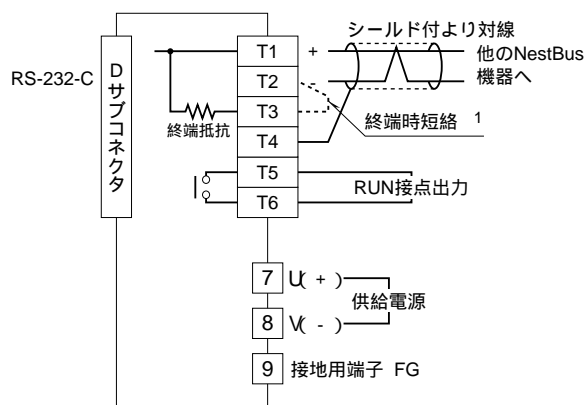 シールド付より対線
他のNestBus
機器へ
RS-232-C
Dサブコネクタ
T1
+
T2
-
T3
終端抵抗
終端時短絡 1
T4
T5
RUN接点出力
T6
7 U( + )
供給電源
8 V( - )
9 接地用端子 FG